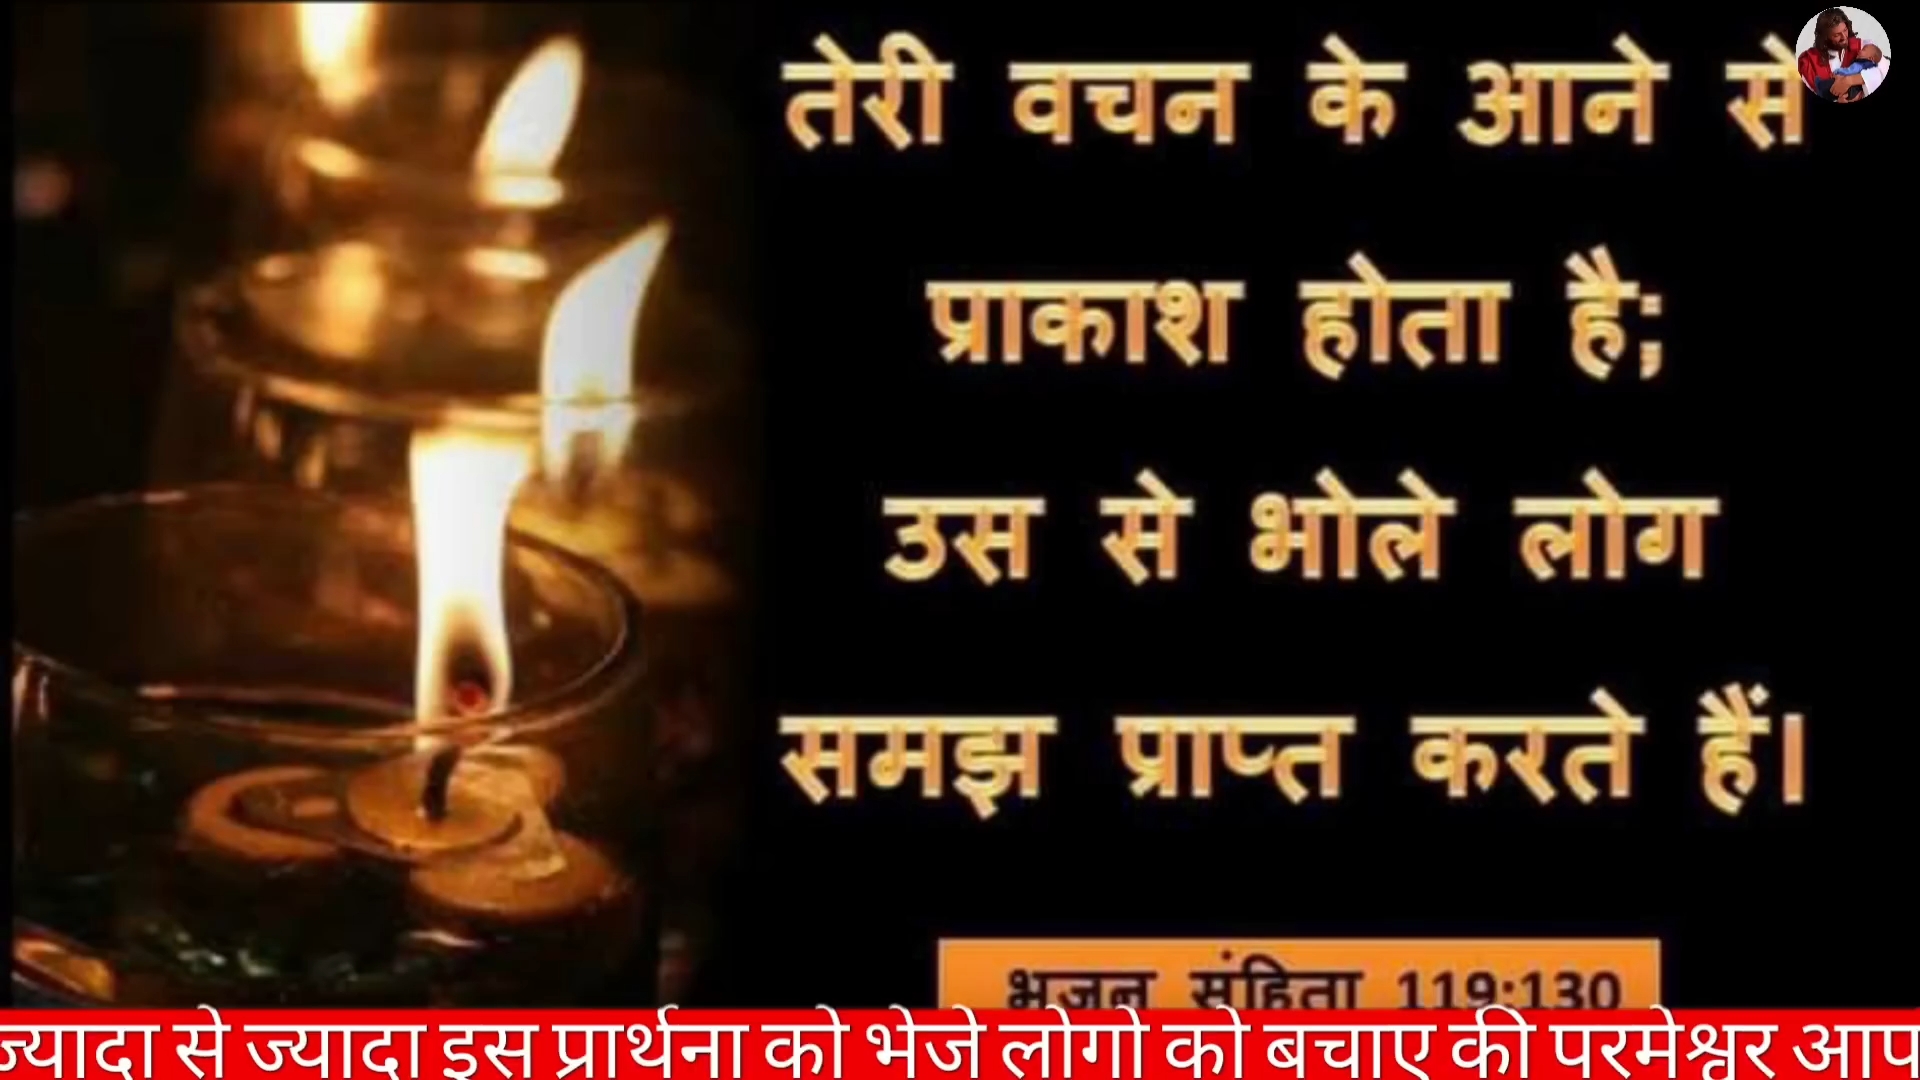 तेरी वचन के आने से
प्राकाश होता है;
उस से भोले लोग
समझ प्राप्त करते हैं।
भजन संहिता 119:130
ज्यादा से ज्यादा इस प्रार्थना को भेजे लोगो को बचाए की परमेश्वर आप